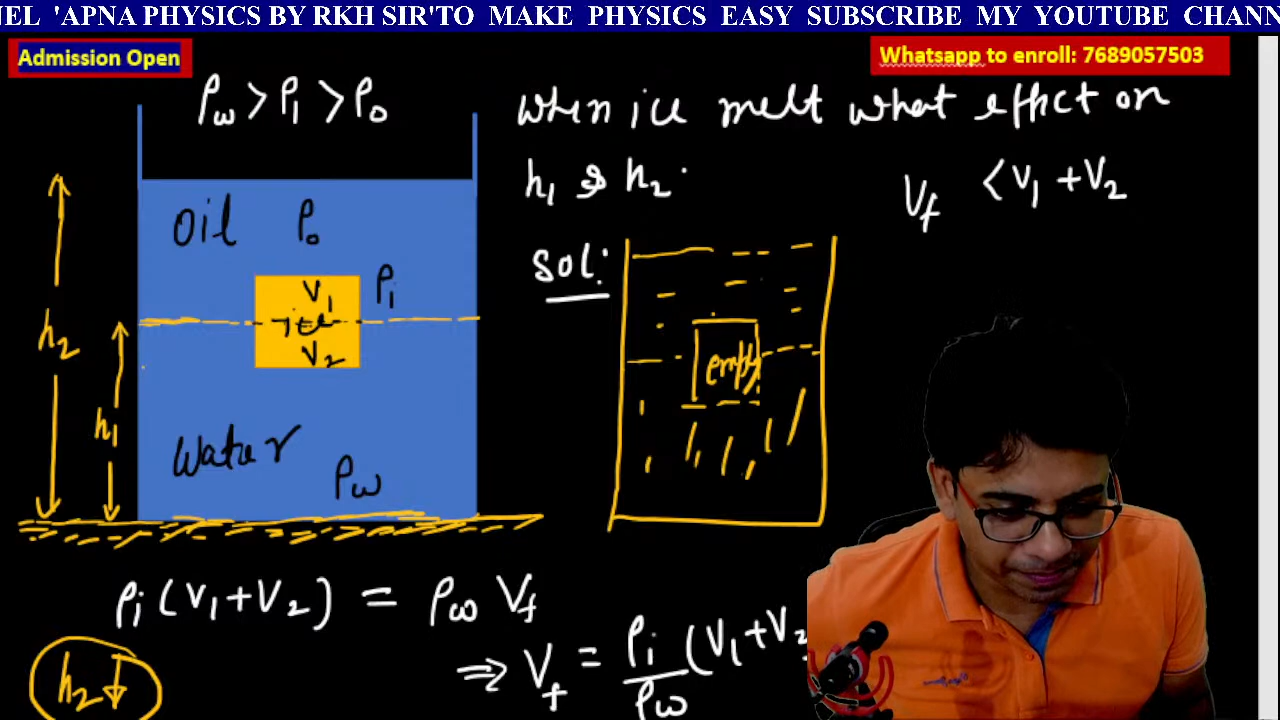 NEL 'APNA PHYSICS BY RKH SIR'TO MAKE PHYSICS EASY SUBSCRIBE MY YOUTUBE CHANN
Admission Open
Whatsapp to enroll: 7689057503
ρw > ρi > ρo
when ice melt what effect on
h1 & h2.
Vf < V1 + V2
oil ρo
Sol:
V1
ρi
ice
V2
h2
h1
empty
water
ρw
ρi (V1 + V2) = ρw Vf
⇒ Vf = ρi/ρw (V1 + V2
h2 ↓